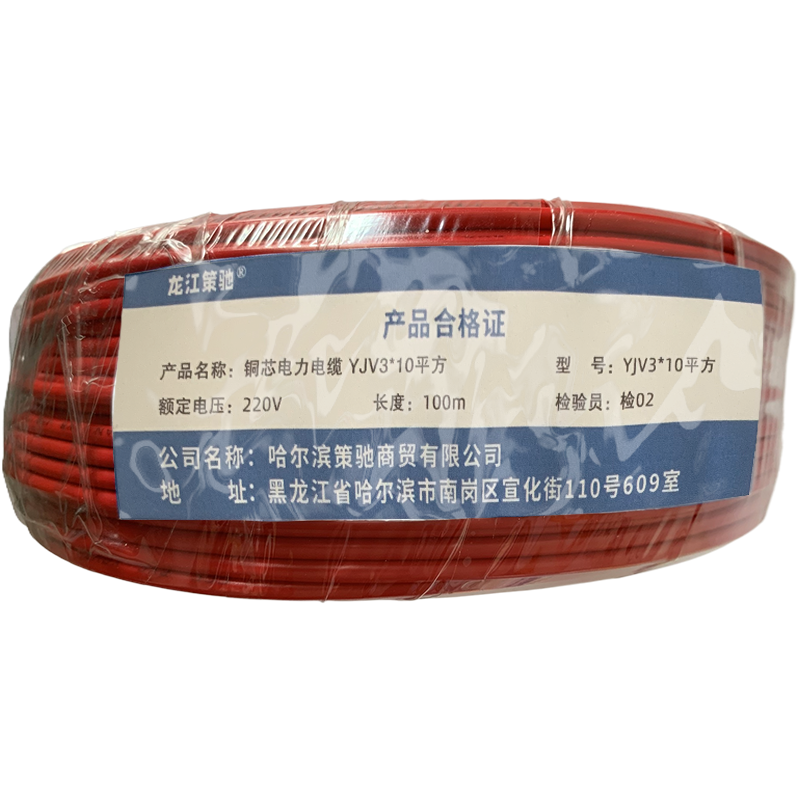 龙江策驰®
产品合格证
产品名称：铜芯电力电缆 YJV3*10平方 型 号：YJV3*10平方
额定电压：220V 长度：100m 检验员：检02
公司名称：哈尔滨策驰商贸有限公司
地 址：黑龙江省哈尔滨市南岗区宣化街110号609室